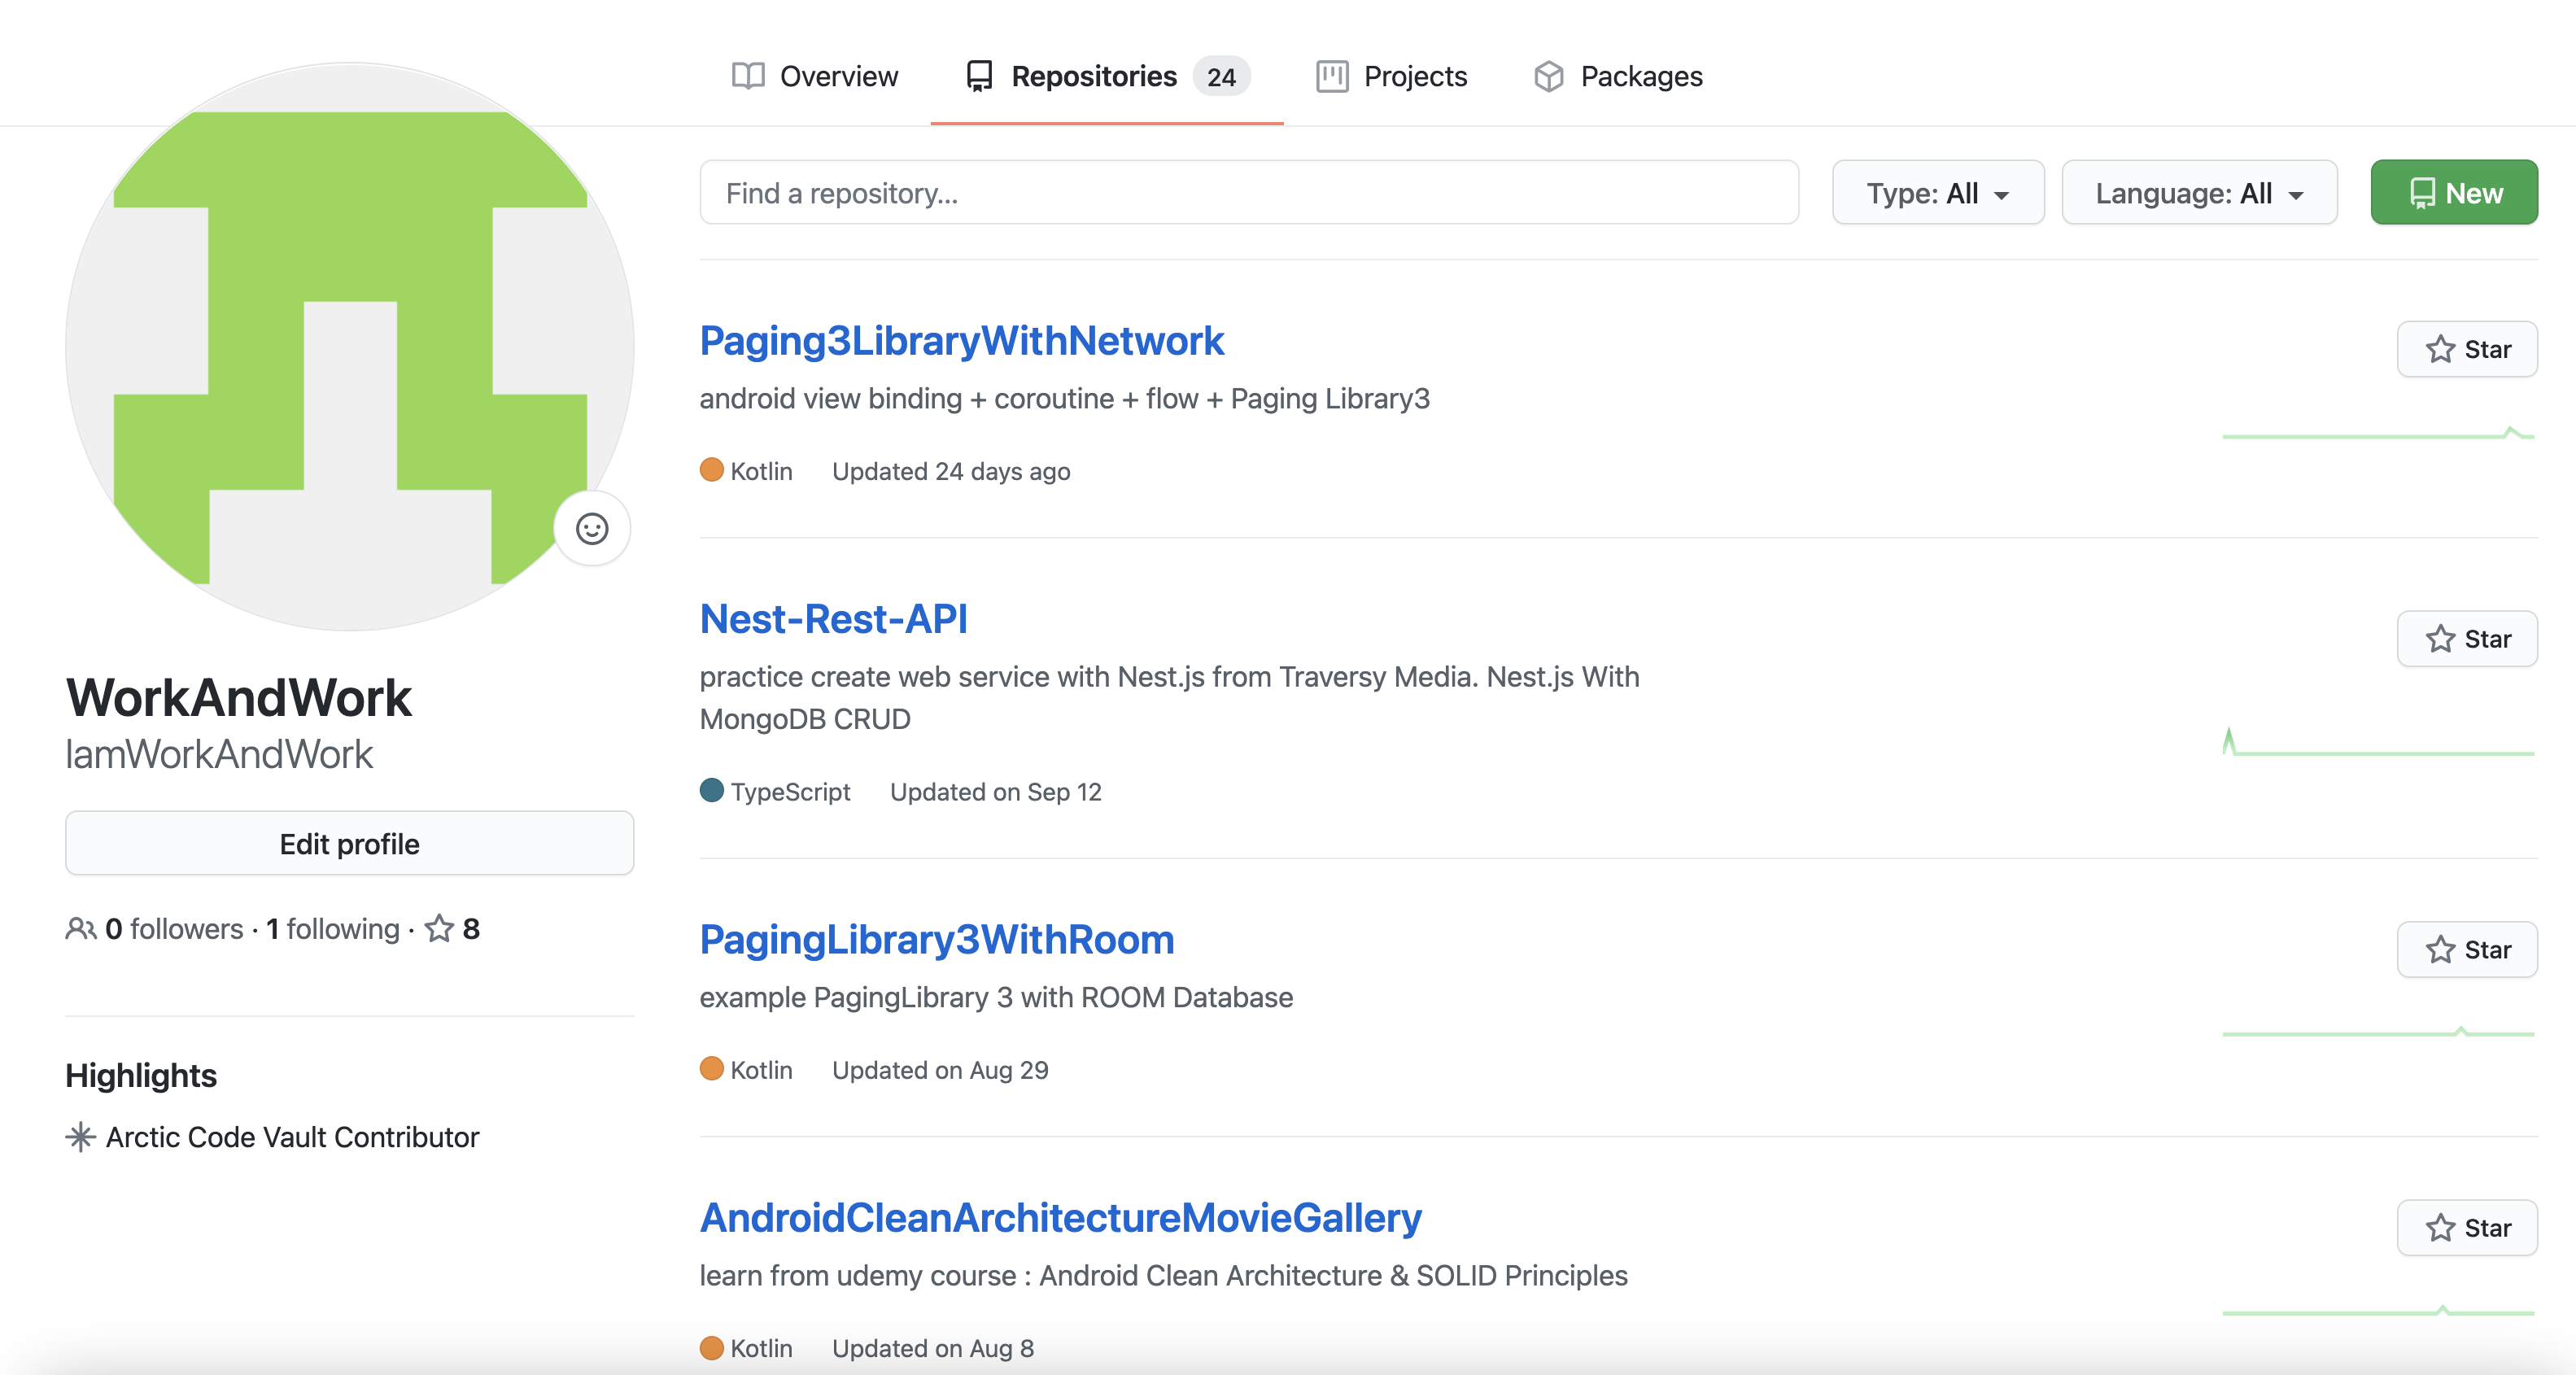 Overview Repositories 24 Projects Packages
Find a repository... Type: All Language: All New
Paging3LibraryWithNetwork
Star
android view binding + coroutine + flow + Paging Library3
Kotlin Updated 24 days ago
Nest-Rest-API
Star
practice create web service with Nest.js from Traversy Media. Nest.js With
MongoDB CRUD
TypeScript Updated on Sep 12
PagingLibrary3WithRoom
Star
example PagingLibrary 3 with ROOM Database
Kotlin Updated on Aug 29
AndroidCleanArchitectureMovieGallery
Star
learn from udemy course : Android Clean Architecture & SOLID Principles
Kotlin Updated on Aug 8
WorkAndWork
IamWorkAndWork
Edit profile
0 followers · 1 following · 8
Highlights
Arctic Code Vault Contributor